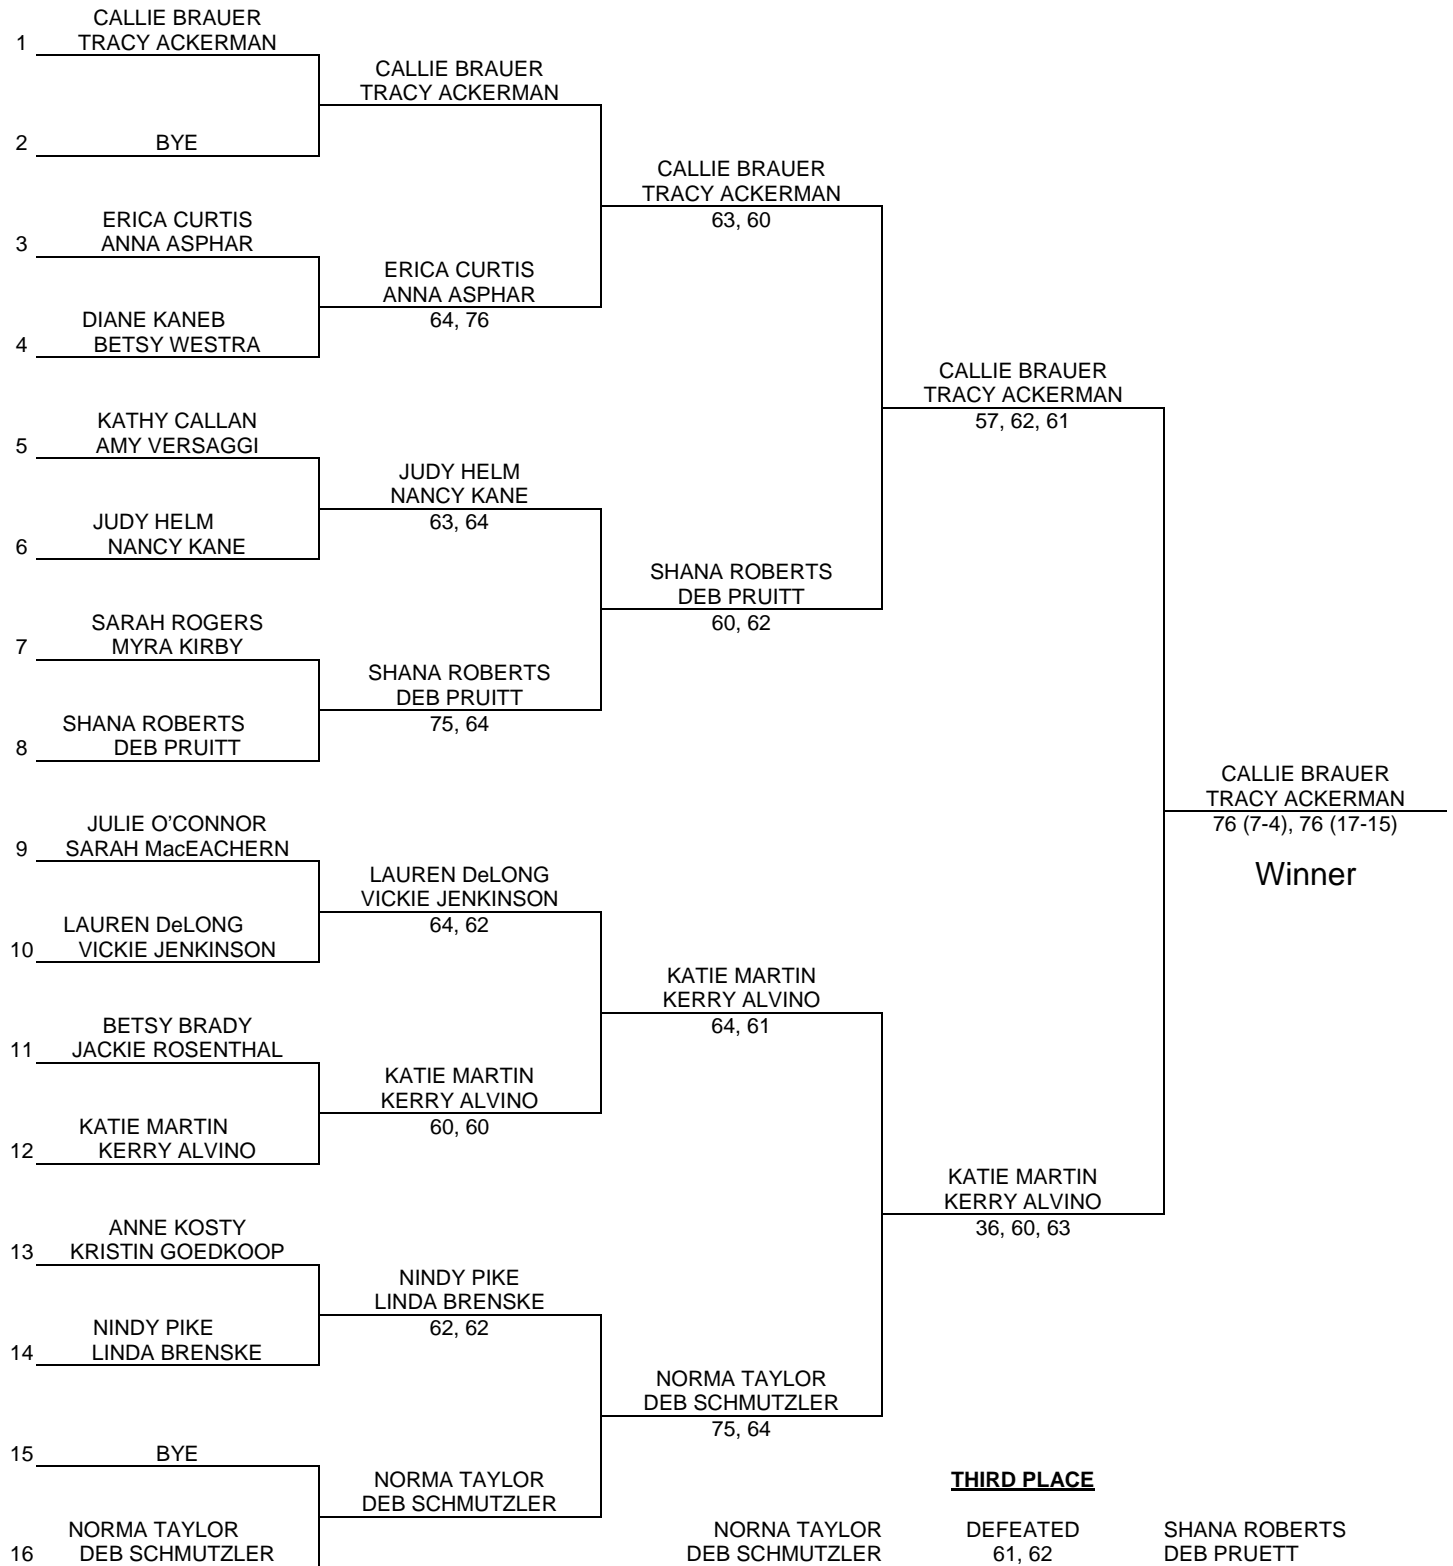 CALLIE BRAUER
1 TRACY ACKERMAN
2 BYE
ERICA CURTIS
3 ANNA ASPHAR
DIANE KANEB
4 BETSY WESTRA
KATHY CALLAN
5 AMY VERSAGGI
JUDY HELM
6 NANCY KANE
SARAH ROGERS
7 MYRA KIRBY
SHANA ROBERTS
8 DEB PRUITT
JULIE O'CONNOR
9 SARAH MacEACHERN
LAUREN DeLONG
10 VICKIE JENKINSON
BETSY BRADY
11 JACKIE ROSENTHAL
KATIE MARTIN
12 KERRY ALVINO
ANNE KOSTY
13 KRISTIN GOEDKOOP
NINDY PIKE
14 LINDA BRENSKE
15 BYE
NORMA TAYLOR
16 DEB SCHMUTZLER
CALLIE BRAUER
TRACY ACKERMAN
ERICA CURTIS
ANNA ASPHAR
64, 76
JUDY HELM
NANCY KANE
63, 64
SHANA ROBERTS
DEB PRUITT
75, 64
LAUREN DeLONG
VICKIE JENKINSON
64, 62
KATIE MARTIN
KERRY ALVINO
60, 60
NINDY PIKE
LINDA BRENSKE
62, 62
NORMA TAYLOR
DEB SCHMUTZLER
CALLIE BRAUER
TRACY ACKERMAN
63, 60
SHANA ROBERTS
DEB PRUITT
60, 62
KATIE MARTIN
KERRY ALVINO
64, 61
NORMA TAYLOR
DEB SCHMUTZLER
75, 64
CALLIE BRAUER
TRACY ACKERMAN
57, 62, 61
KATIE MARTIN
KERRY ALVINO
36, 60, 63
CALLIE BRAUER
TRACY ACKERMAN
76 (7-4), 76 (17-15)
Winner
THIRD PLACE
NORNA TAYLOR DEFEATED SHANA ROBERTS
DEB SCHMUTZLER 61, 62 DEB PRUETT